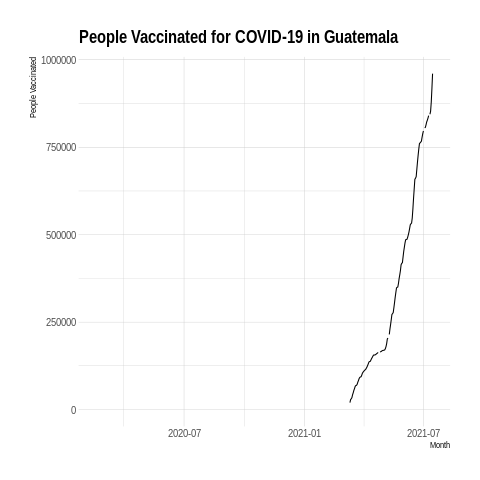 People Vaccinated for COVID-19 in Guatemala
People Vaccinated
1000000
750000
500000
250000
0
2020-07
2021-01
2021-07
Month